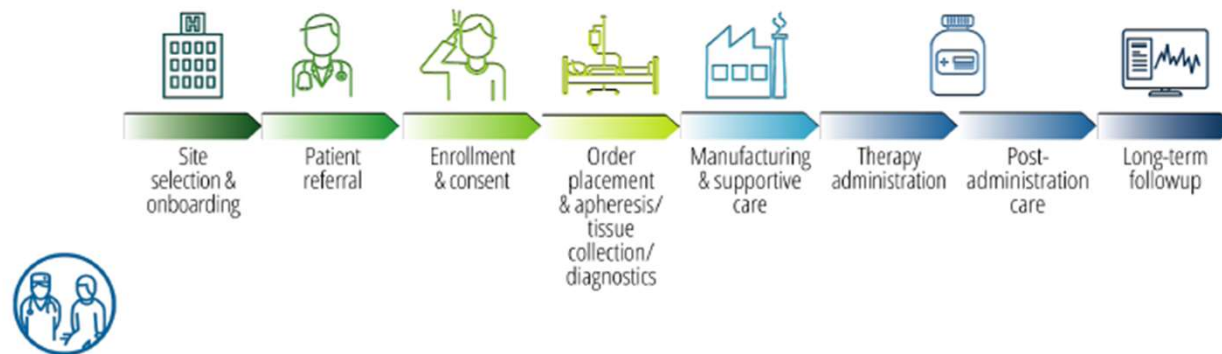 H
Site
selection &
onboarding
Patient
referral
Enrollment
& consent
Order
placement
& apheresis/
tissue
collection/
diagnostics
Manufacturing
& supportive
care
Therapy
administration
Post-
administration
care
Long-term
followup